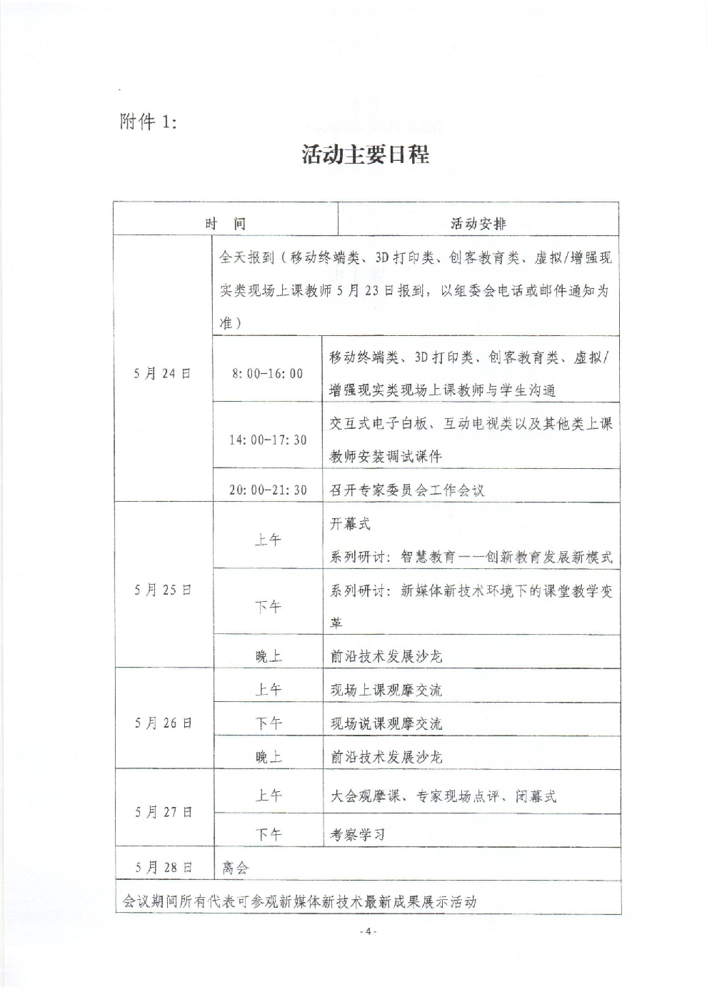 附件 1:
活动主要日程
时 间
活动安排
5 月 24 日
全天报到（移动终端类、3D 打印类、创客教育类、虚拟/增强现
实类现场上课教师 5 月 23 日报到，以组委会电话或邮件通知为
准）
8:00-16:00
移动终端类、3D 打印类、创客教育类、虚拟/
增强现实类现场上课教师与学生沟通
14:00-17:30
交互式电子白板、互动电视类以及其他类上课
教师安装调试课件
20:00-21:30
召开专家委员会工作会议
5 月 25 日
上午
开幕式
系列研讨：智慧教育——创新教育发展新模式
下午
系列研讨：新媒体新技术环境下的课堂教学变
革
晚上
前沿技术发展沙龙
5 月 26 日
上午
现场上课观摩交流
下午
现场说课观摩交流
晚上
前沿技术发展沙龙
5 月 27 日
上午
大会观摩课、专家现场点评、闭幕式
下午
考察学习
5 月 28 日
离会
会议期间所有代表可参观新媒体新技术最新成果展示活动
- 4 -